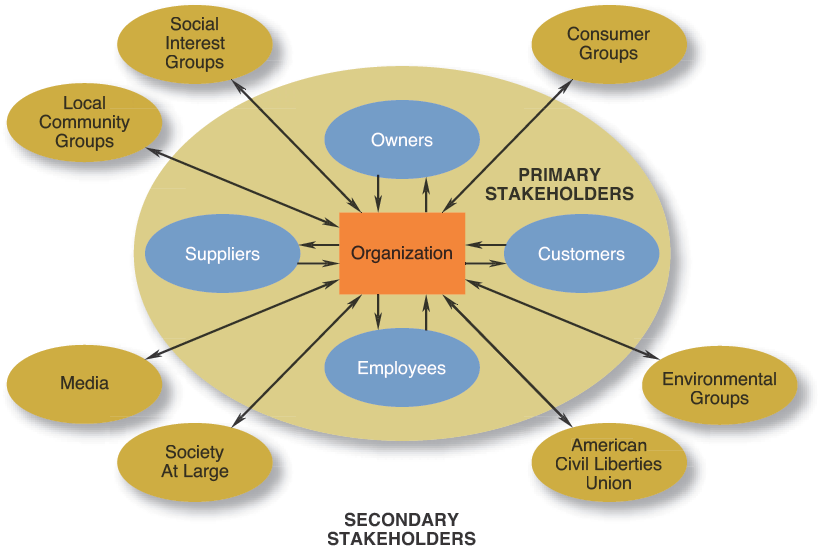 Social
Interest
Groups
Consumer
Groups
Local
Community
Groups
Owners
PRIMARY
STAKEHOLDERS
Suppliers
Organization
Customers
Employees
Media
Environmental
Groups
Society
At Large
American
Civil Liberties
Union
SECONDARY
STAKEHOLDERS